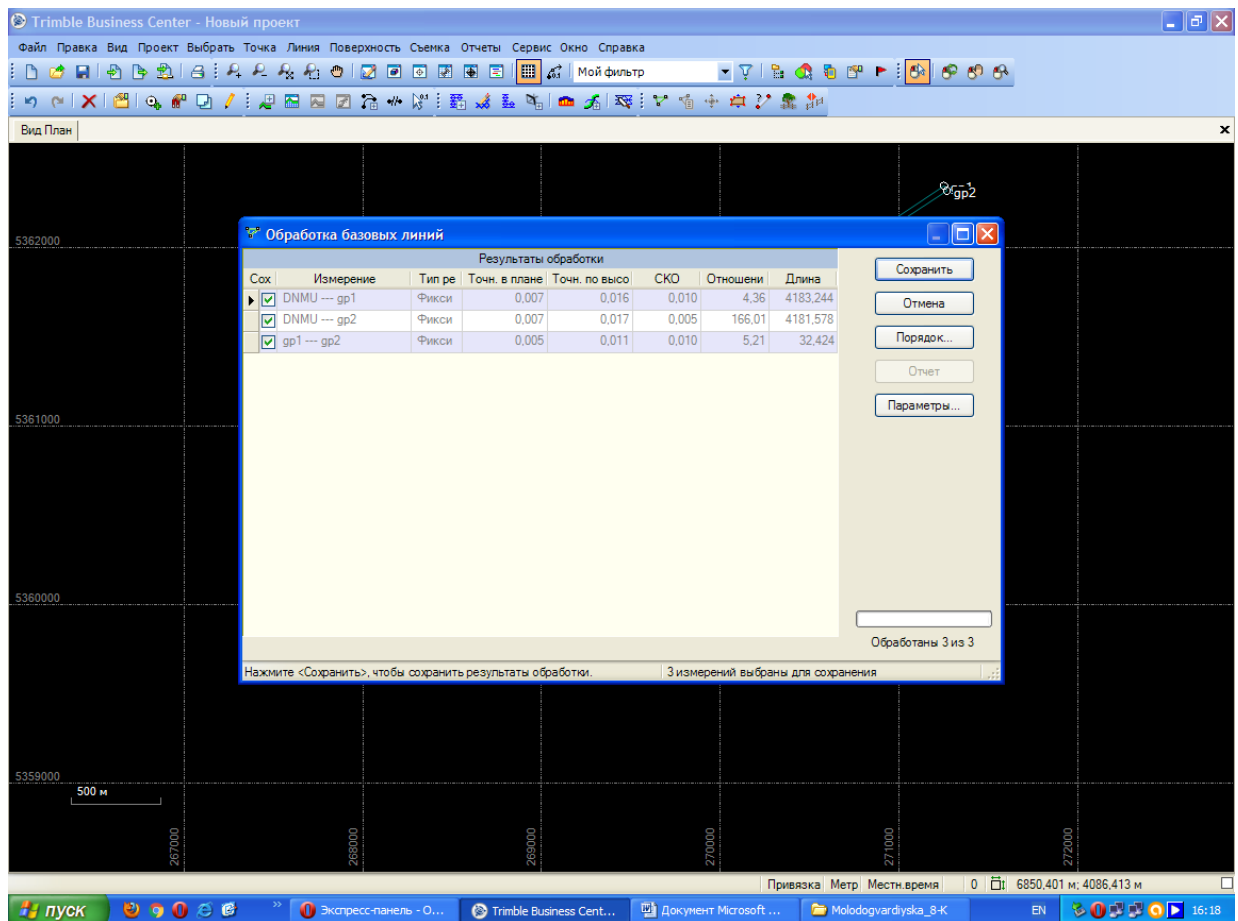 Trimble Business Center - Новый проект
Файл Правка Вид Проект Выбрать Точка Линия Поверхность Съемка Отчеты Сервис Окно Справка
Мой фильтр
Вид План
gp2
5362000
Обработка базовых линий
Результаты обработки
Сох Измерение Тип ре Точн. в плане Точн. по высо СКО Отношени Длина
DNMU --- gp1 Фикси 0,007 0,016 0,010 4,36 4183,244
DNMU --- gp2 Фикси 0,007 0,017 0,005 166,01 4181,578
gp1 --- gp2 Фикси 0,005 0,011 0,010 5,21 32,424
Сохранить
Отмена
Порядок...
Отчет
Параметры...
5361000
5360000
Обработаны 3 из 3
Нажмите <Сохранить>, чтобы сохранить результаты обработки. 3 измерений выбраны для сохранения
5359000
500 м
267000 268000 269000 270000 271000 272000
Привязка Метр Местн.время 0 6850,401 м; 4086,413 м
пуск Экспресс-панель - O... Trimble Business Cent... Документ Microsoft ... Molodogvardiyska_8-K EN 16:18